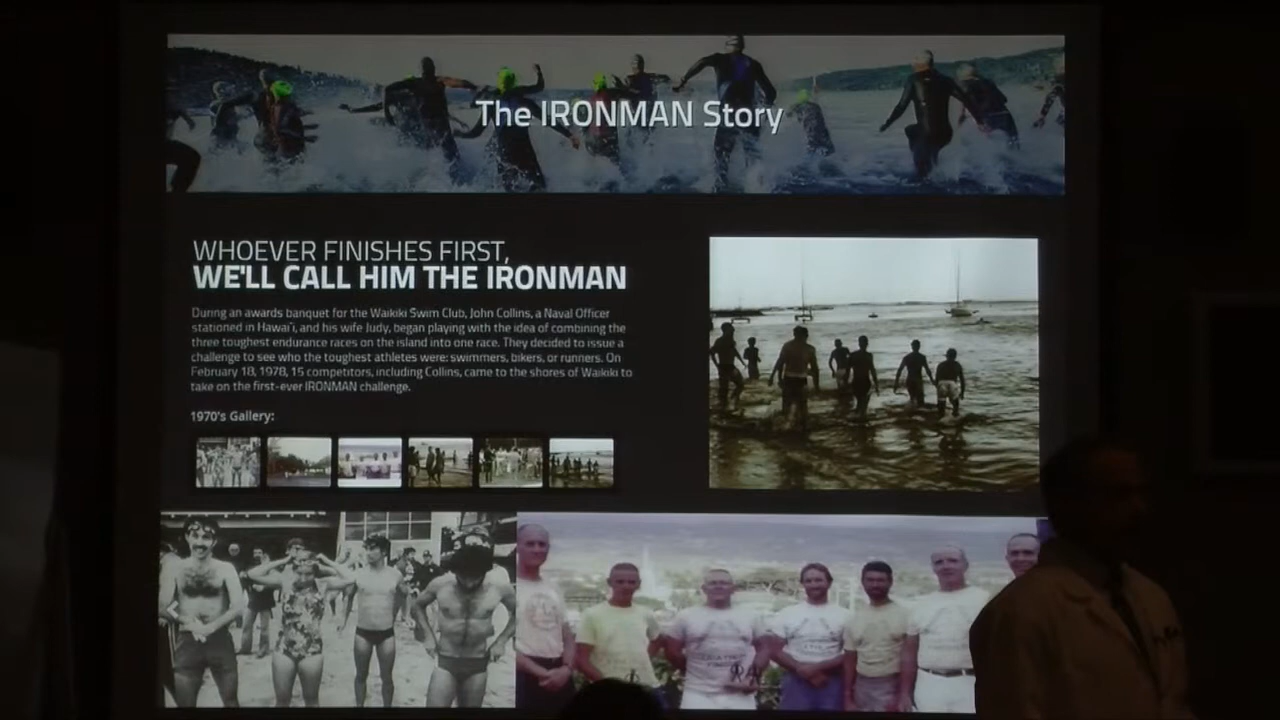 The IRONMAN Story
WHOEVER FINISHES FIRST,
WE'LL CALL HIM THE IRONMAN
During an awards banquet for the Waikiki Swim Club, John Collins, a Naval Officer
stationed in Hawai'i, and his wife Judy, began playing with the idea of combining the
three toughest endurance races on the island into one race. They decided to issue a
challenge to see who the toughest athletes were: swimmers, bikers, or runners. On
February 18, 1978, 15 competitors, including Collins, came to the shores of Waikiki to
take on the first-ever IRONMAN challenge.
1970's Gallery: